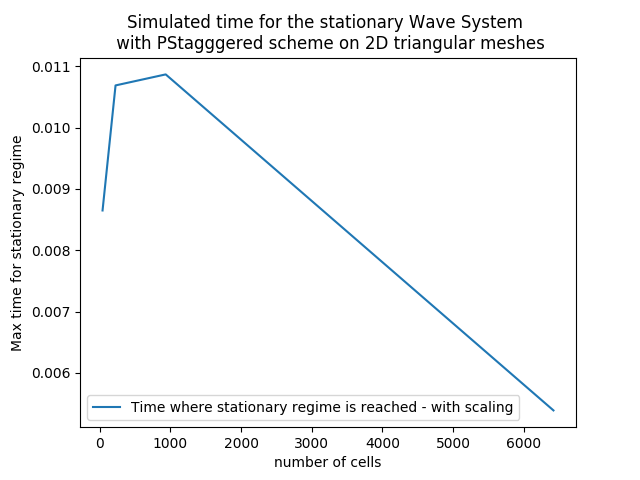 Simulated time for the stationary Wave System
with PStagggered scheme on 2D triangular meshes
0.011
0.010
0.009
0.008
0.007
0.006
Max time for stationary regime
Time where stationary regime is reached - with scaling
0 1000 2000 3000 4000 5000 6000
number of cells